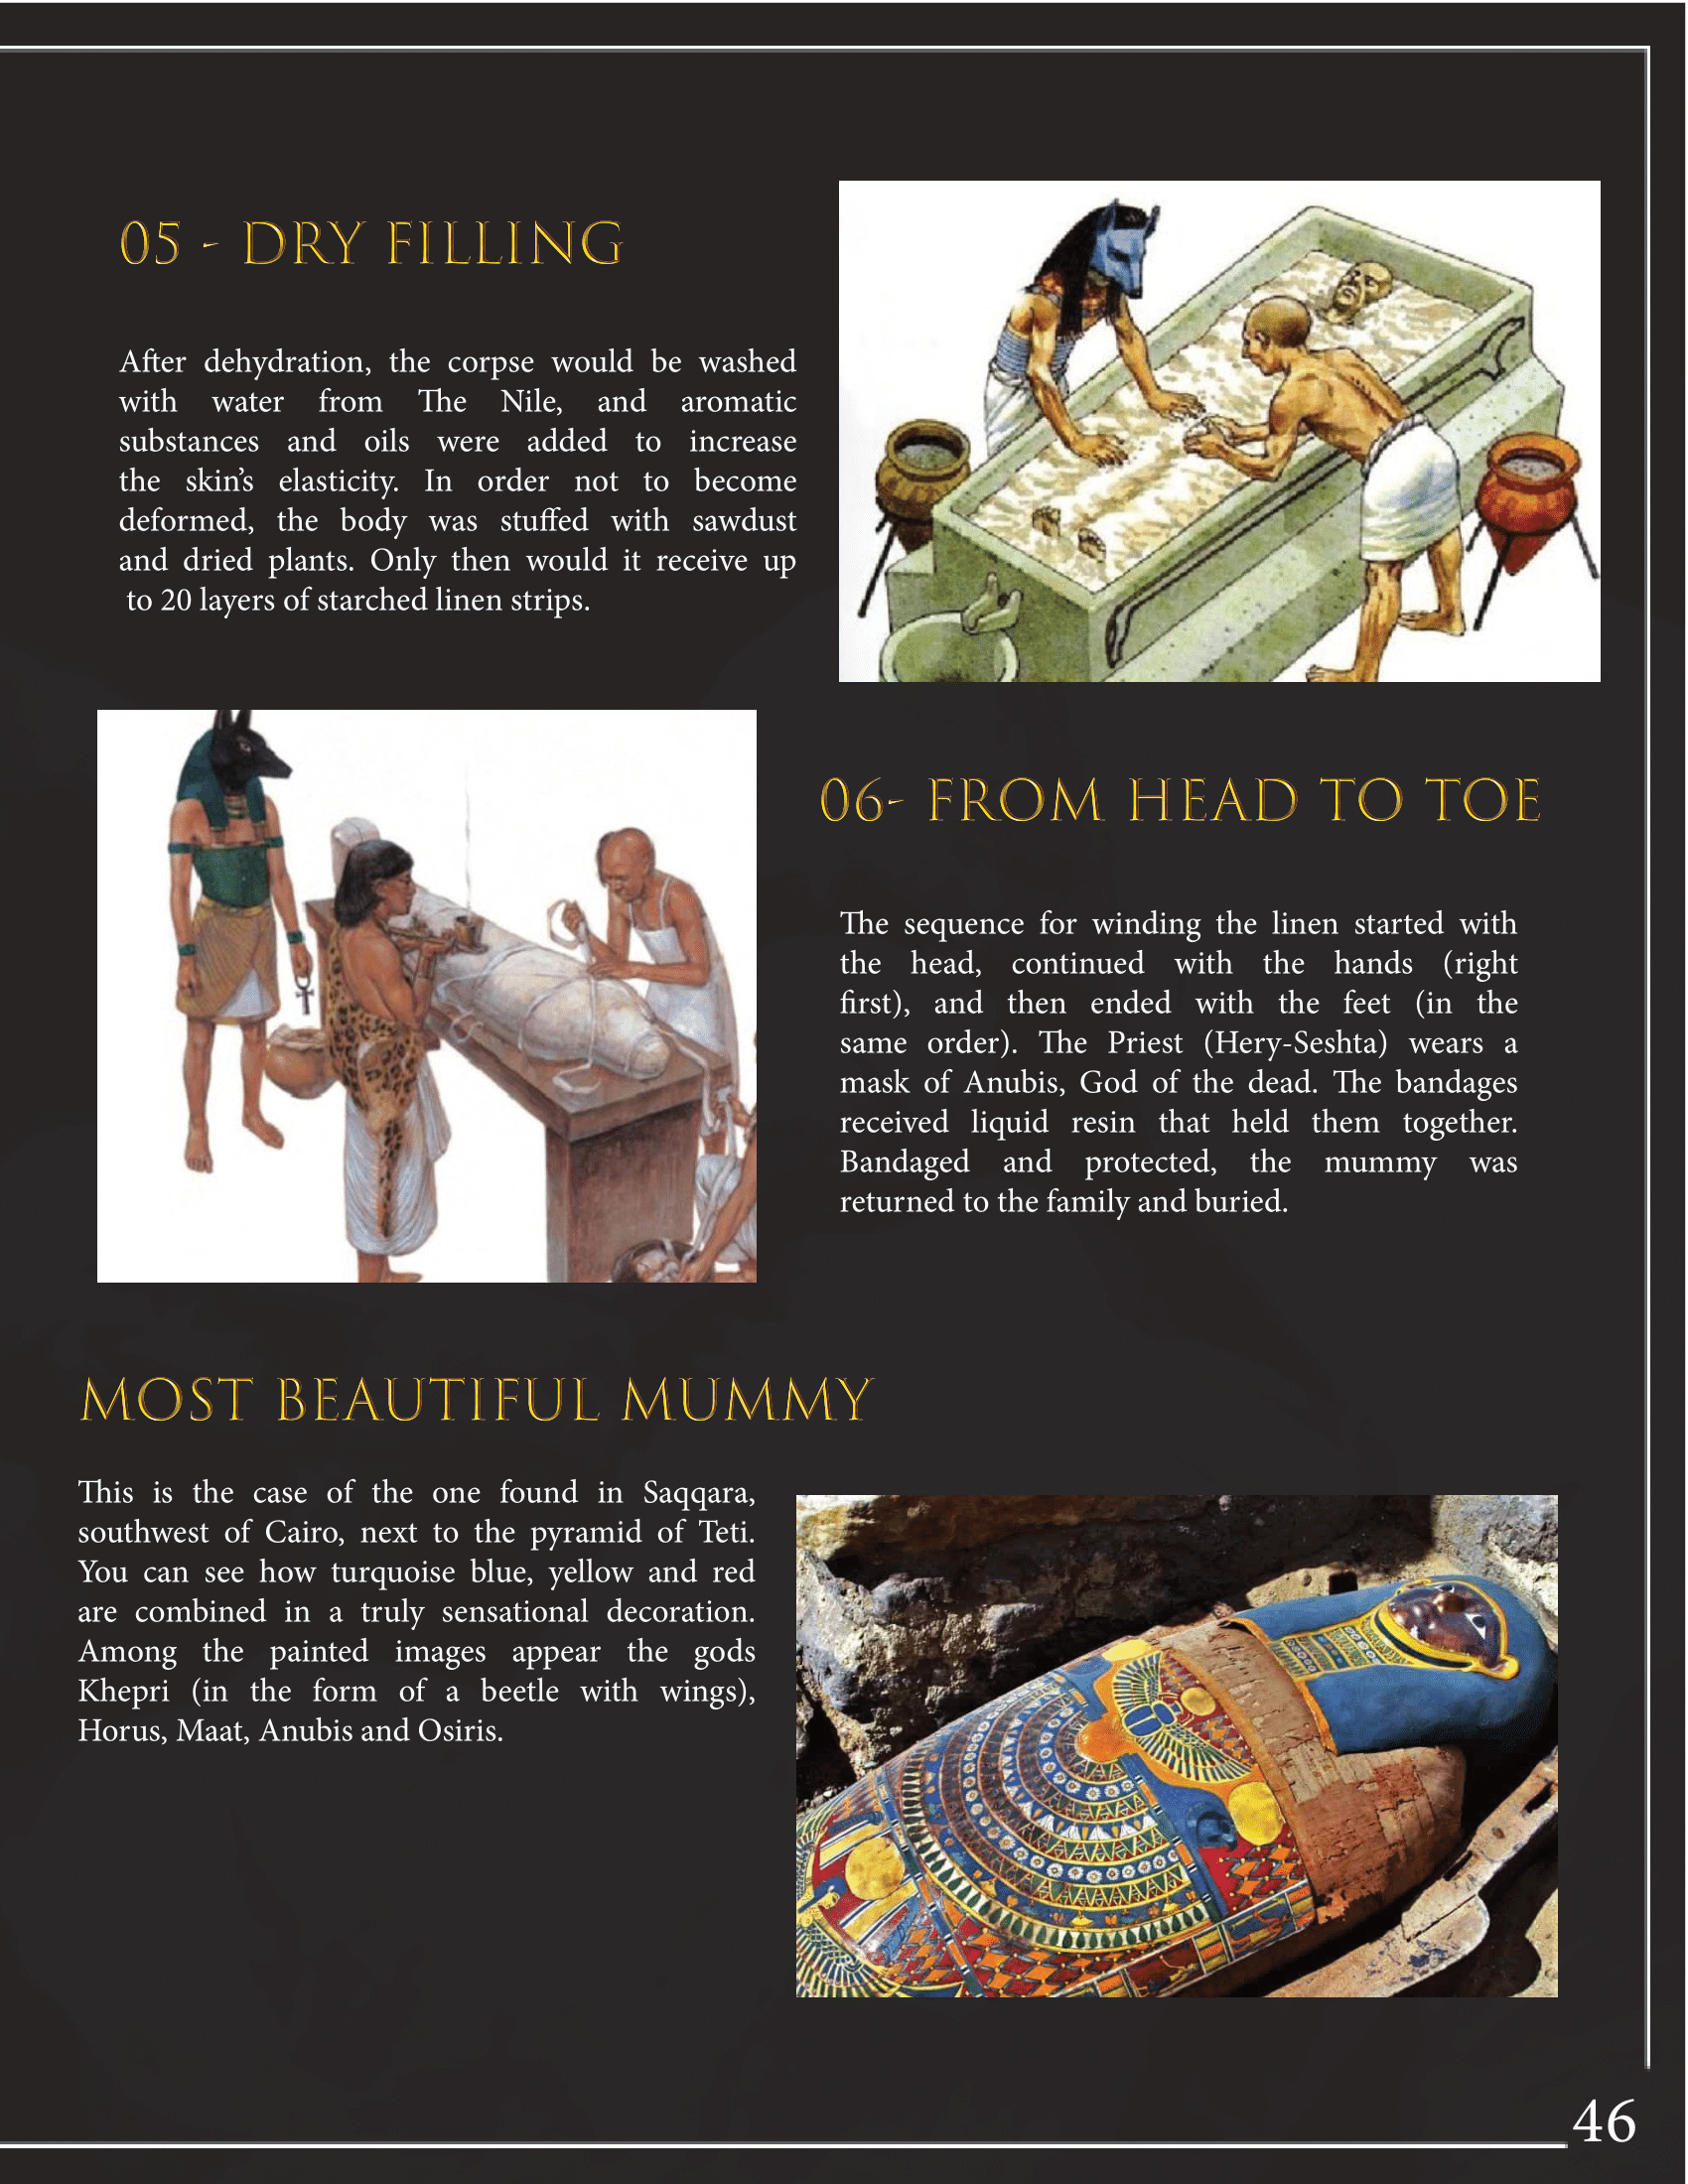 05 - DRY FILLING
After dehydration, the corpse would be washed
with water from The Nile, and aromatic
substances and oils were added to increase
the skin’s elasticity. In order not to become
deformed, the body was stuffed with sawdust
and dried plants. Only then would it receive up
to 20 layers of starched linen strips.
06- FROM HEAD TO TOE
The sequence for winding the linen started with
the head, continued with the hands (right
first), and then ended with the feet (in the
same order). The Priest (Hery-Seshta) wears a
mask of Anubis, God of the dead. The bandages
received liquid resin that held them together.
Bandaged and protected, the mummy was
returned to the family and buried.
MOST BEAUTIFUL MUMMY
This is the case of the one found in Saqqara,
southwest of Cairo, next to the pyramid of Teti.
You can see how turquoise blue, yellow and red
are combined in a truly sensational decoration.
Among the painted images appear the gods
Khepri (in the form of a beetle with wings),
Horus, Maat, Anubis and Osiris.
46